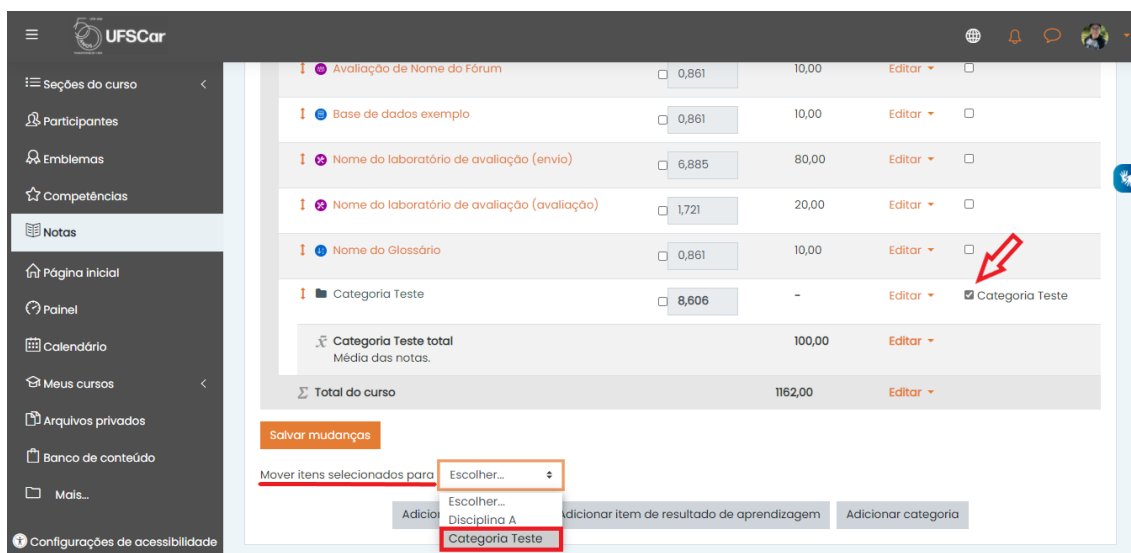 UFSCar
Seções do curso
Participantes
Emblemas
Competências
Notas
Página inicial
Painel
Calendário
Meus cursos
Arquivos privados
Banco de conteúdo
Mais...
Configurações de acessibilidade
Avaliação de Nome do Fórum 0,861 10,00 Editar
Base de dados exemplo 0,861 10,00 Editar
Nome do laboratório de avaliação (envio) 6,885 80,00 Editar
Nome do laboratório de avaliação (avaliação) 1,721 20,00 Editar
Nome do Glossário 0,861 10,00 Editar
Categoria Teste 8,606 - Editar Categoria Teste
Categoria Teste total 100,00 Editar
Média das notas.
Total do curso 1162,00 Editar
Salvar mudanças
Mover itens selecionados para Escolher...
Escolher...
Disciplina A
Categoria Teste
Adicionar item de resultado de aprendizagem Adicionar categoria